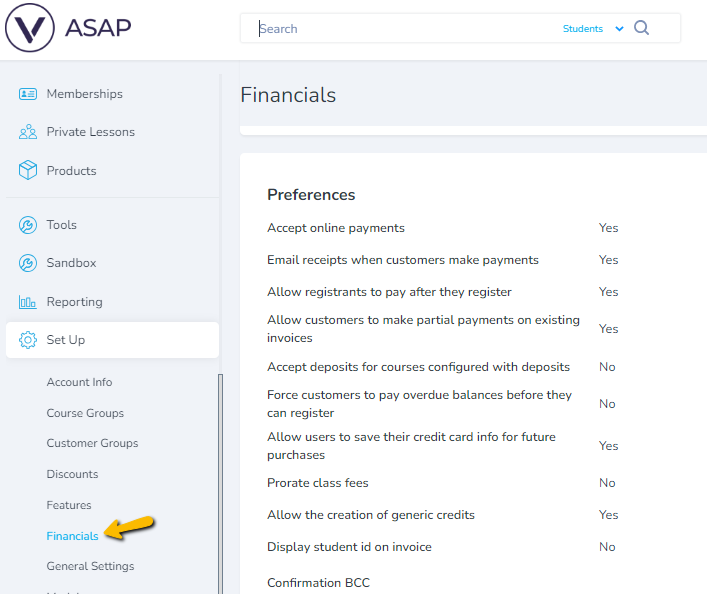 ASAP
Search
Students
Memberships
Private Lessons
Products
Tools
Sandbox
Reporting
Set Up
Account Info
Course Groups
Customer Groups
Discounts
Features
Financials
General Settings
Financials
Preferences
Accept online payments Yes
Email receipts when customers make payments Yes
Allow registrants to pay after they register Yes
Allow customers to make partial payments on existing
invoices Yes
Accept deposits for courses configured with deposits No
Force customers to pay overdue balances before they
can register No
Allow users to save their credit card info for future
purchases Yes
Prorate class fees No
Allow the creation of generic credits Yes
Display student id on invoice No
Confirmation BCC